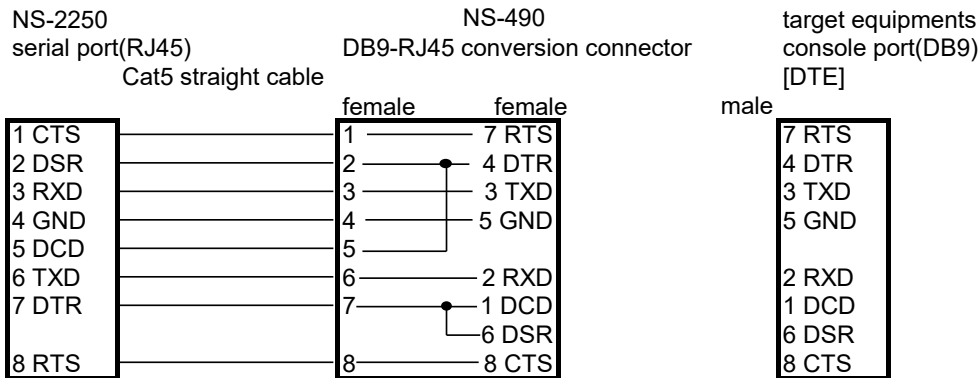 NS-2250 NS-490 target equipments
serial port(RJ45) DB9-RJ45 conversion connector console port(DB9)
Cat5 straight cable [DTE]
female female male
1 CTS 1 7 RTS 7 RTS
2 DSR 2 4 DTR 4 DTR
3 RXD 3 3 TXD 3 TXD
4 GND 4 5 GND 5 GND
5 DCD 5
6 TXD 6 2 RXD 2 RXD
7 DTR 7 1 DCD 1 DCD
6 DSR 6 DSR
8 RTS 8 8 CTS 8 CTS